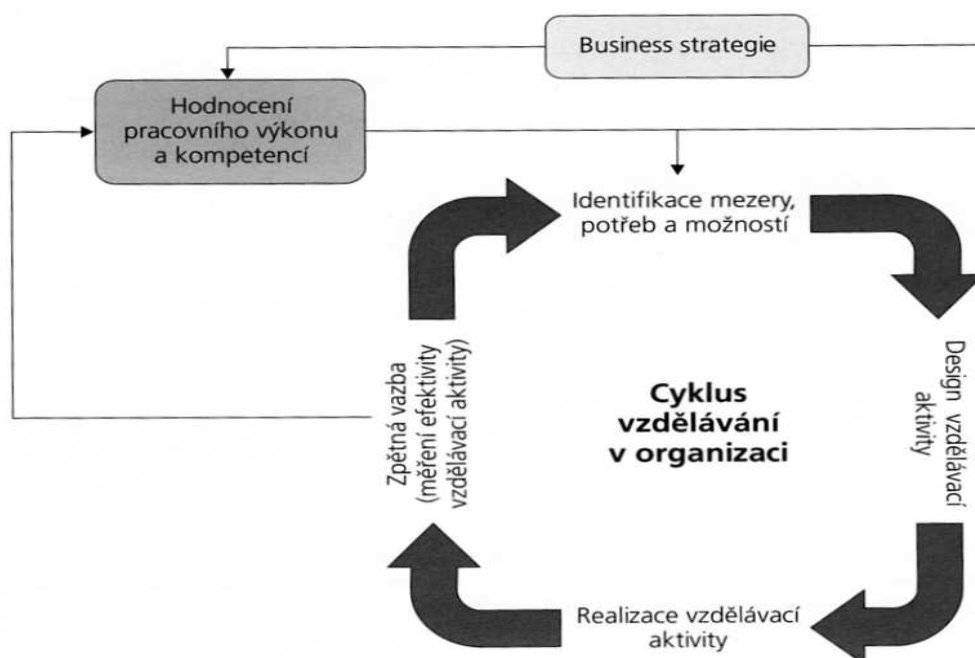 Business strategie
Hodnocení
pracovního výkonu
a kompetencí
Identifikace mezery,
potřeb a možností
Design vzdělávací
aktivity
Cyklus
vzdělávání
v organizaci
Zpětná vazba
(měření efektivity
vzdělávací aktivity)
Realizace vzdělávací
aktivity